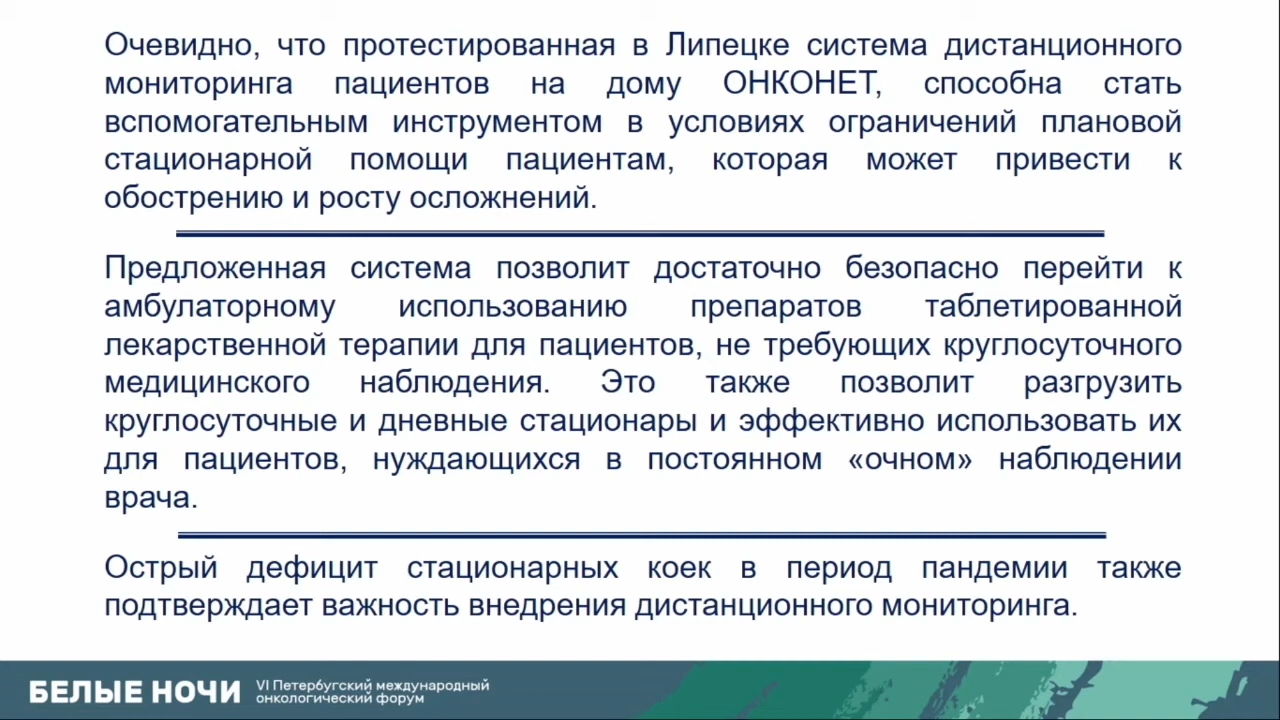 Очевидно, что протестированная в Липецке система дистанционного
мониторинга пациентов на дому ОНКОНЕТ, способна стать
вспомогательным инструментом в условиях ограничений плановой
стационарной помощи пациентам, которая может привести к
обострению и росту осложнений.
Предложенная система позволит достаточно безопасно перейти к
амбулаторному использованию препаратов таблетированной
лекарственной терапии для пациентов, не требующих круглосуточного
медицинского наблюдения. Это также позволит разгрузить
круглосуточные и дневные стационары и эффективно использовать их
для пациентов, нуждающихся в постоянном «очном» наблюдении
врача.
Острый дефицит стационарных коек в период пандемии также
подтверждает важность внедрения дистанционного мониторинга.
БЕЛЫЕ НОЧИ
VI Петербугский международный
онкологический форум